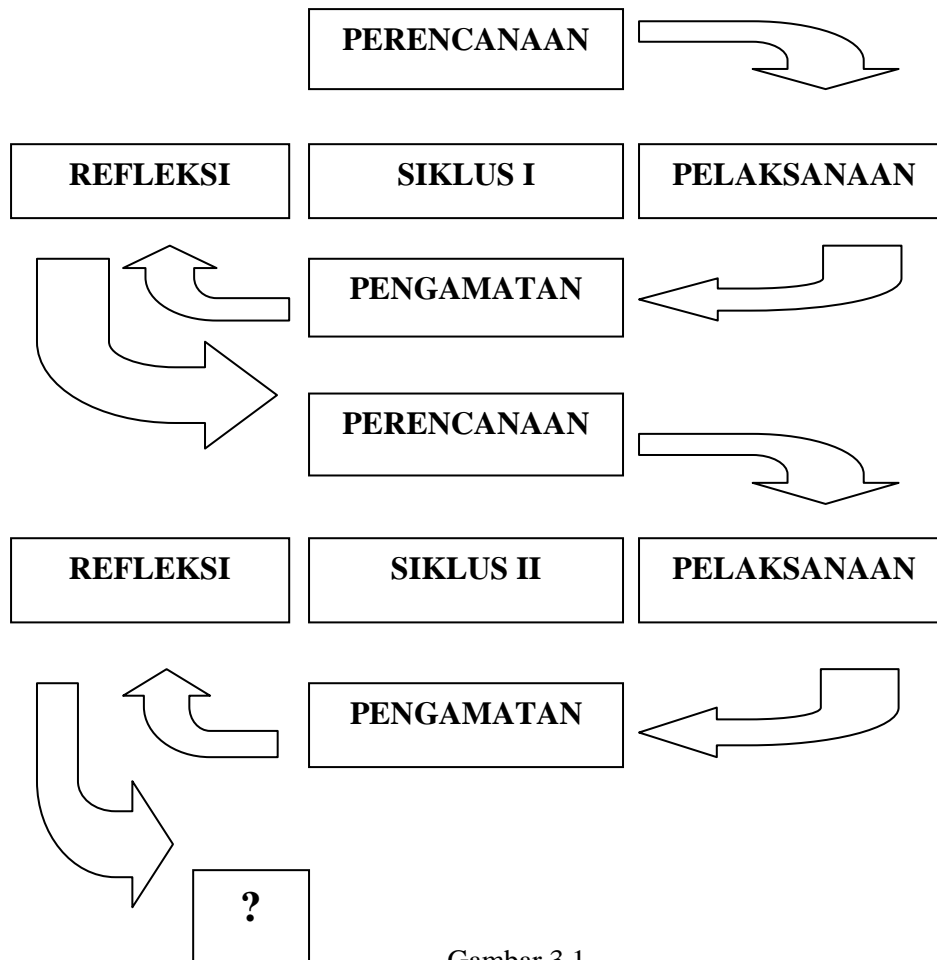 PERENCANAAN
REFLEKSI SIKLUS I PELAKSANAAN
PENGAMATAN
PERENCANAAN
REFLEKSI SIKLUS II PELAKSANAAN
PENGAMATAN
?
Gambar 3.1